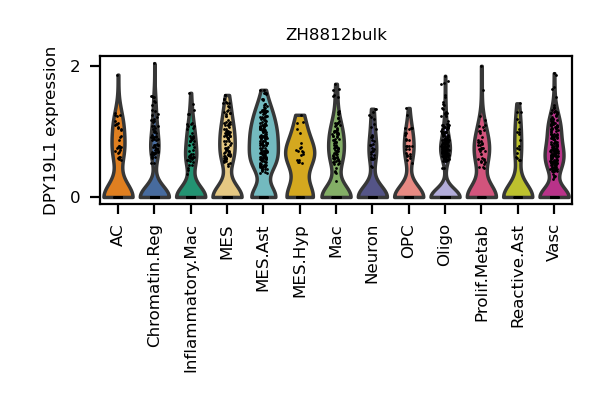 ZH8812bulk
DPY19L1 expression
2
0
AC
Chromatin.Reg
Inflammatory.Mac
MES
MES.Ast
MES.Hyp
Mac
Neuron
OPC
Oligo
Prolif.Metab
Reactive.Ast
Vasc